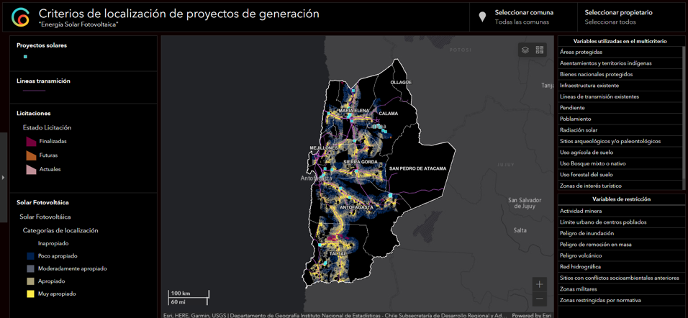 Criterios de localización de proyectos de generación
"Energía Solar Fotovoltaica"
Seleccionar comuna
Todas las comunas
Seleccionar propietario
Seleccionar todos
Proyectos solares
Líneas transmisión
Licitaciones
Estado Licitación
Finalizadas
Futuras
Actuales
Solar Fotovoltáica
Solar Fotovoltáica
Categorías de localización
Inapropiado
Poco apropiado
Moderadamente apropiado
Apropiado
Muy apropiado
POTOSÍ
OLLAGÜE
MARÍA ELENA
CALAMA
MEJILLONES
SIERRA GORDA
SAN PEDRO DE ATACAMA
ANTOFAGASTA
TALTAL
JUJUY
San Salvador
de Jujuy
Salta
100 km
60 mi
Esri, HERE, Garmin, USGS | Departamento de Geografía Instituto Nacional de Estadísticas - Chile Subsecretaría de Desarrollo Regional y Ad...
Powered by Esri
Variables utilizadas en el multicriterio
Áreas protegidas
Asentamientos y territorios indígenas
Bienes nacionales protegidos
Infraestructura existente
Líneas de transmisión existentes
Pendiente
Poblamiento
Radiación solar
Sitios arqueológicos y/o paleontológicos
Uso agrícola de suelo
Uso Bosque mixto o nativo
Uso forestal del suelo
Zonas de interés turístico
Variables de restricción
Actividad minera
Límite urbano de centros poblados
Peligro de inundación
Peligro de remoción en masa
Peligro volcánico
Red hidrográfica
Sitios con conflictos socioambientales anteriores
Zonas militares
Zonas restringidas por normativa